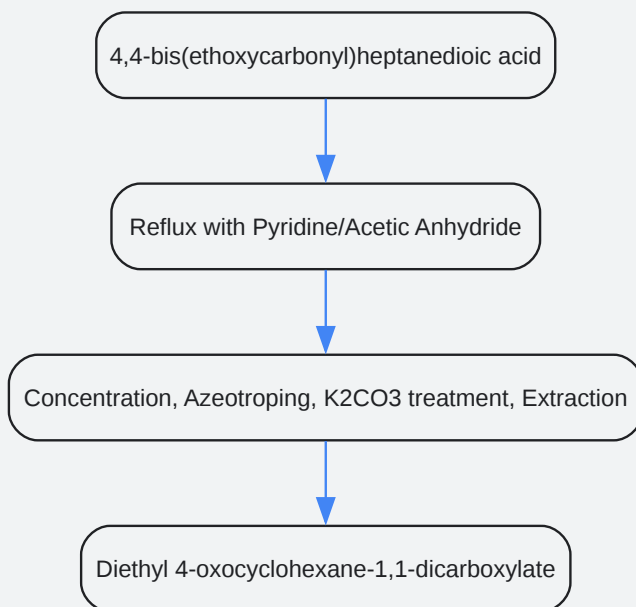 4,4-bis(ethoxycarbonyl)heptanedioic acid
Reflux with Pyridine/Acetic Anhydride
Concentration, Azeotroping, K2CO3 treatment, Extraction
Diethyl 4-oxocyclohexane-1,1-dicarboxylate